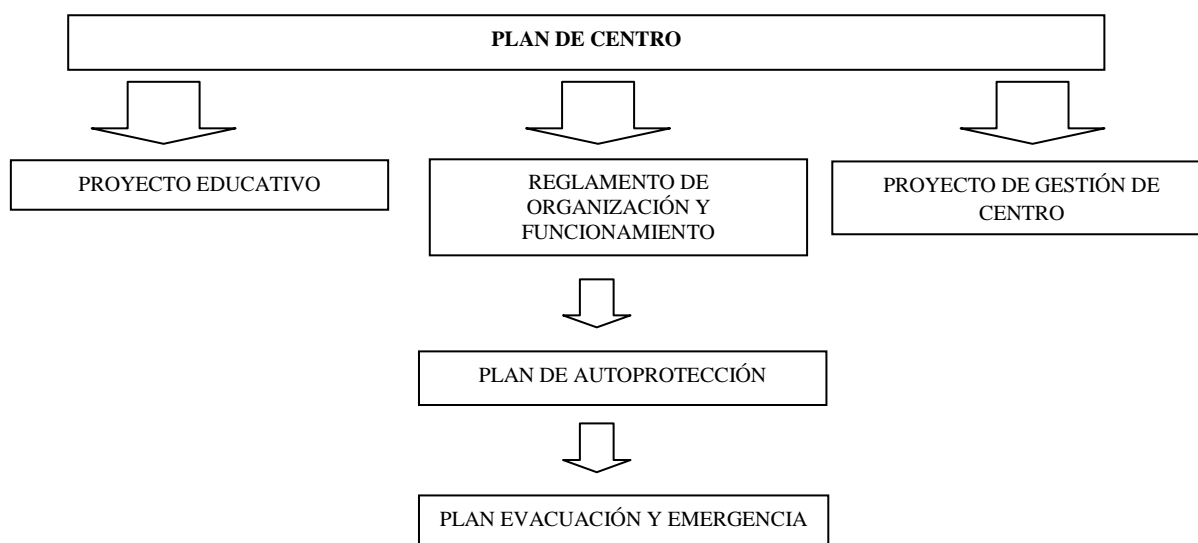 PLAN DE CENTRO
PROYECTO EDUCATIVO
REGLAMENTO DE
ORGANIZACIÓN Y
FUNCIONAMIENTO
PROYECTO DE GESTIÓN DE
CENTRO
PLAN DE AUTOPROTECCIÓN
PLAN EVACUACIÓN Y EMERGENCIA